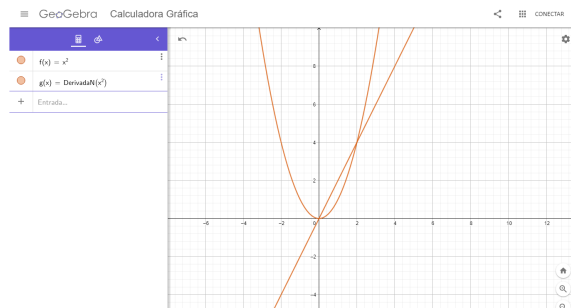 GeoGebra Calculadora Gráfica
CONECTAR
f(x) = x²
g(x) = DerivadaN(x²)
Entrada...
8
6
4
2
−6 −4 −2 0 2 4 6 8 10 12
−2
−4